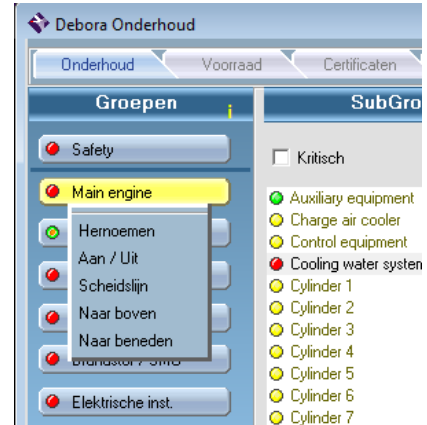 Debora Onderhoud
Onderhoud
Voorraad
Certificaten
Groepen
i
SubGro
Safety
Kritisch
Main engine
Hernoemen
Aan / Uit
Scheidslijn
Naar boven
Naar beneden
Elektrische inst.
Auxiliary equipment
Charge air cooler
Control equipment
Cooling water system
Cylinder 1
Cylinder 2
Cylinder 3
Cylinder 4
Cylinder 5
Cylinder 6
Cylinder 7